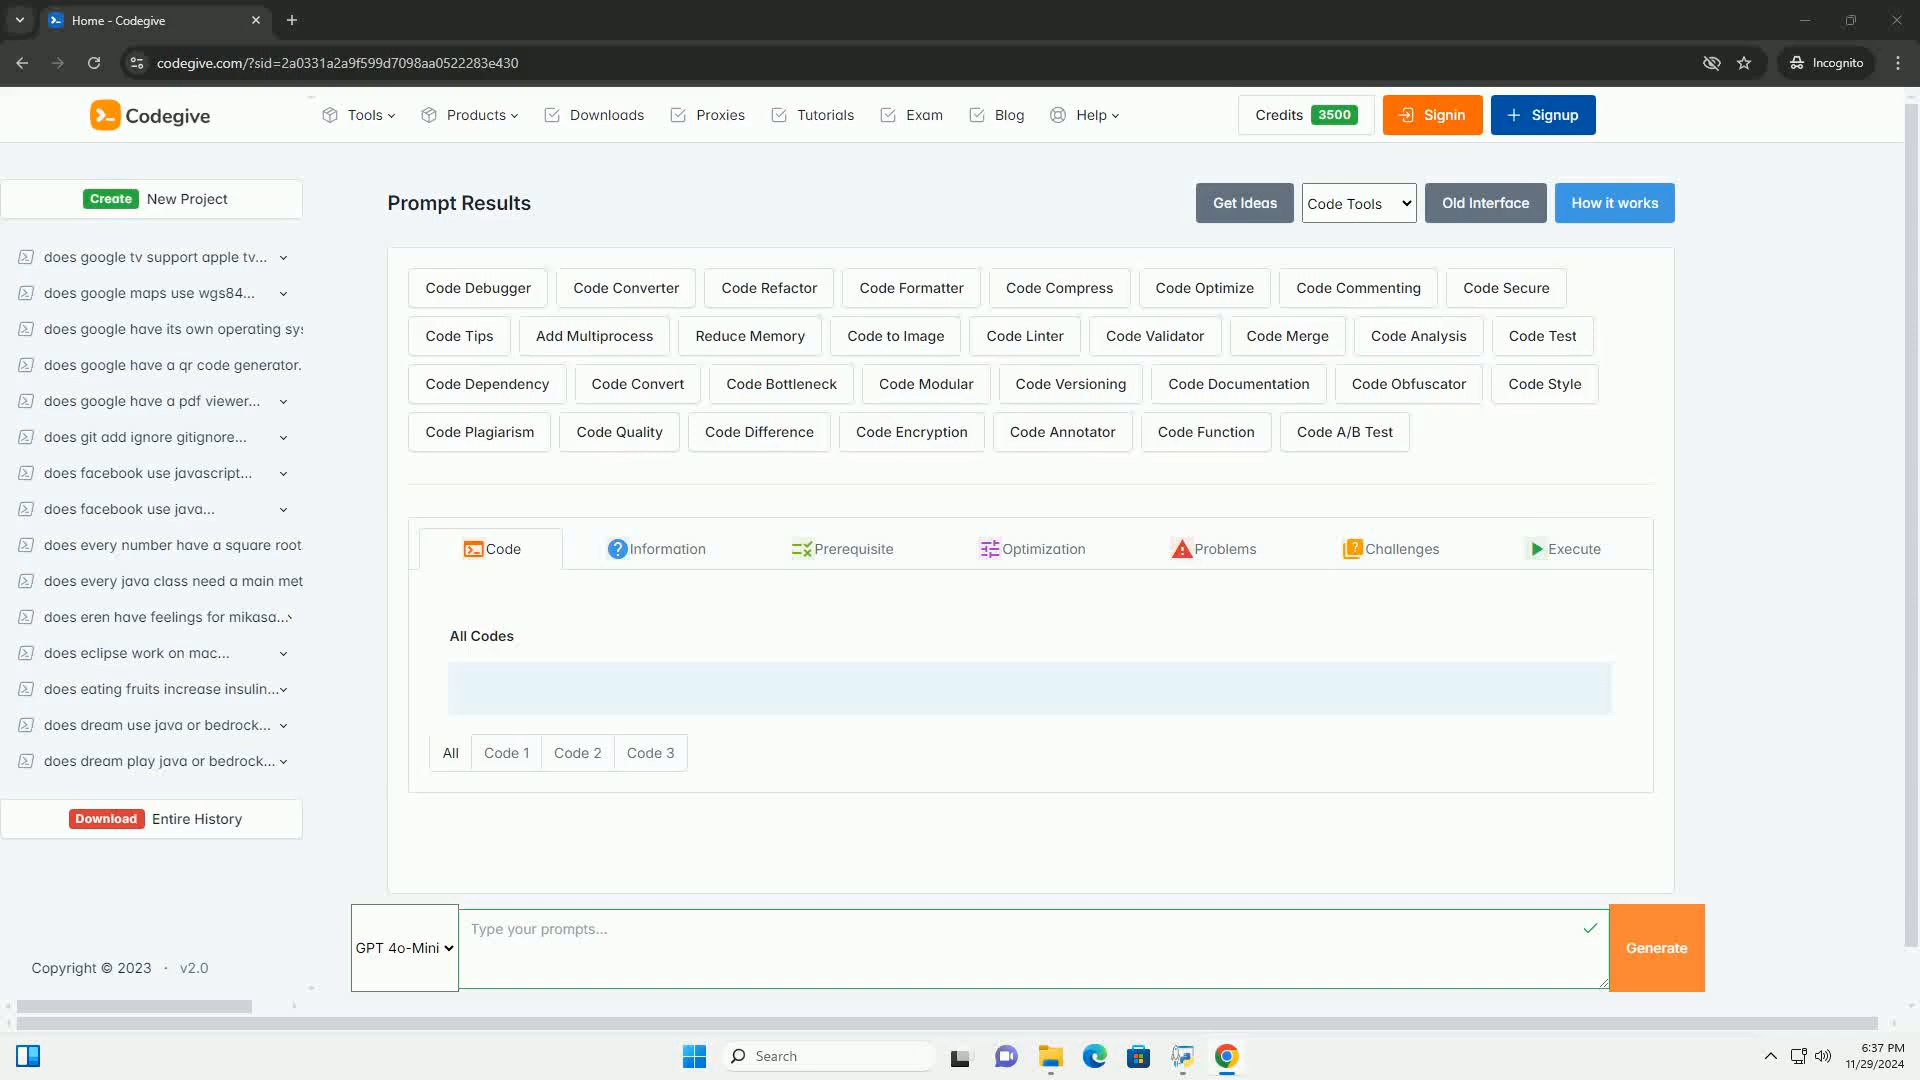 Home - Codegive
codegive.com/?sid=2a0331a2a9f599d7098aa0522283e430
Incognito
Codegive
Tools
Products
Downloads
Proxies
Tutorials
Exam
Blog
Help
Credits 3500
Signin
Signup
Create New Project
does google tv support apple tv...
does google maps use wgs84...
does google have its own operating sys
does google have a qr code generator.
does google have a pdf viewer...
does git add ignore gitignore...
does facebook use javascript...
does facebook use java...
does every number have a square root
does every java class need a main met
does eren have feelings for mikasa...
does eclipse work on mac...
does eating fruits increase insulin...
does dream use java or bedrock...
does dream play java or bedrock...
Download Entire History
Copyright © 2023 · v2.0
Prompt Results
Get Ideas
Code Tools
Old Interface
How it works
Code Debugger
Code Converter
Code Refactor
Code Formatter
Code Compress
Code Optimize
Code Commenting
Code Secure
Code Tips
Add Multiprocess
Reduce Memory
Code to Image
Code Linter
Code Validator
Code Merge
Code Analysis
Code Test
Code Dependency
Code Convert
Code Bottleneck
Code Modular
Code Versioning
Code Documentation
Code Obfuscator
Code Style
Code Plagiarism
Code Quality
Code Difference
Code Encryption
Code Annotator
Code Function
Code A/B Test
Code
Information
Prerequisite
Optimization
Problems
Challenges
Execute
All Codes
All
Code 1
Code 2
Code 3
GPT 4o-Mini
Type your prompts...
Generate
Search
6:37 PM
11/29/2024